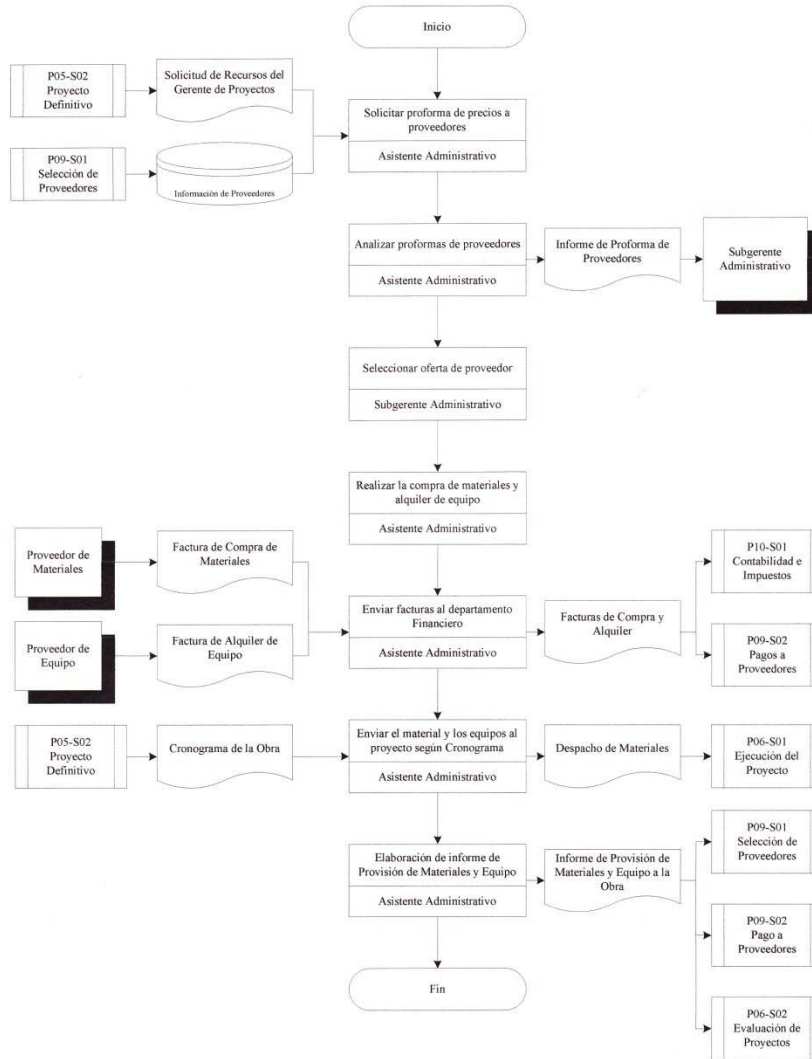 Inicio
P05-S02
Proyecto
Definitivo
Solicitud de Recursos del
Gerente de Proyectos
Solicitar proforma de precios a
proveedores
Asistente Administrativo
P09-S01
Selección de
Proveedores
Información de Proveedores
Analizar proformas de proveedores
Asistente Administrativo
Informe de Proforma de
Proveedores
Subgerente
Administrativo
Seleccionar oferta de proveedor
Subgerente Administrativo
Realizar la compra de materiales y
alquiler de equipo
Asistente Administrativo
Proveedor de
Materiales
Factura de Compra de
Materiales
P10-S01
Contabilidad e
Impuestos
Enviar facturas al departamento
Financiero
Asistente Administrativo
Facturas de Compra y
Alquiler
Proveedor de
Equipo
Factura de Alquiler de
Equipo
P09-S02
Pagos a
Proveedores
P05-S02
Proyecto
Definitivo
Cronograma de la Obra
Enviar el material y los equipos al
proyecto según Cronograma
Asistente Administrativo
Despacho de Materiales
P06-S01
Ejecución del
Proyecto
Elaboración de informe de
Provisión de Materiales y Equipo
Asistente Administrativo
Informe de Provisión de
Materiales y Equipo a la
Obra
P09-S01
Selección de
Proveedores
P09-S02
Pago a
Proveedores
Fin
P06-S02
Evaluación de
Proyectos